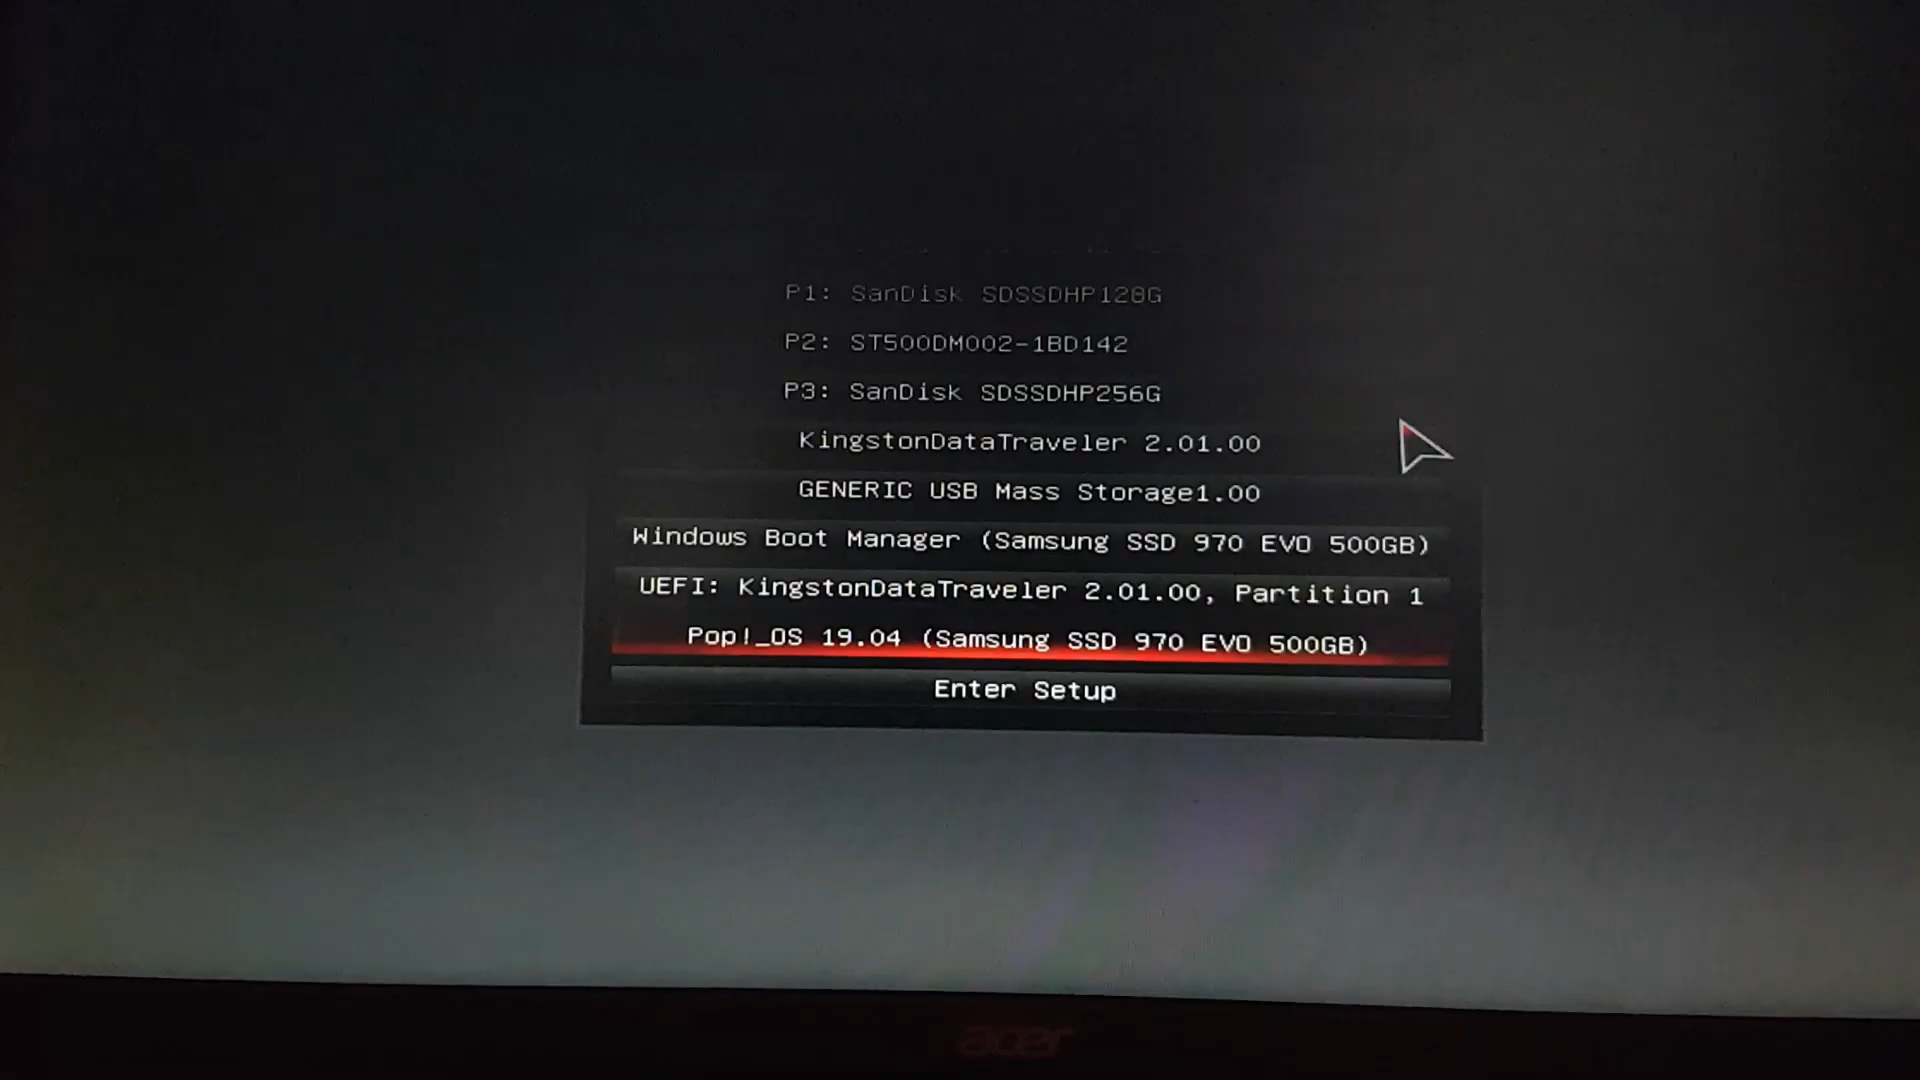 P1: SanDisk SDSSDHP128G
P2: ST500DM002-1BD142
P3: SanDisk SDSSDHP256G
KingstonDataTraveler 2.01.00
GENERIC USB Mass Storage1.00
Windows Boot Manager (Samsung SSD 970 EVO 500GB)
UEFI: KingstonDataTraveler 2.01.00, Partition 1
Pop!_OS 19.04 (Samsung SSD 970 EVO 500GB)
Enter Setup
acer